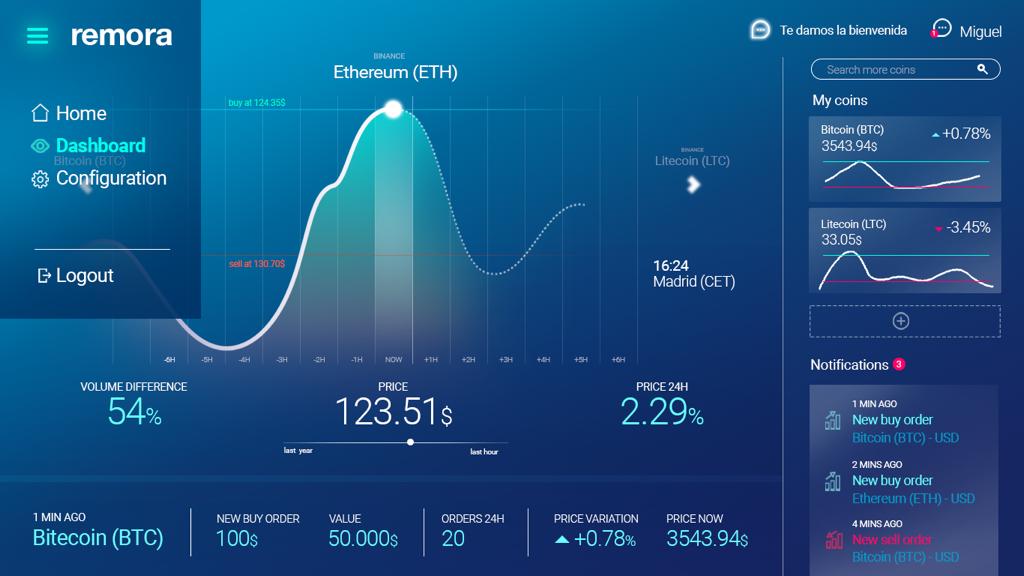 remora
Te damos la bienvenida
1
Miguel
Home
Dashboard
Bitcoin (BTC)
Configuration
Logout
BINANCE
Ethereum (ETH)
buy at 124.35$
sell at 130.70$
BINANCE
Litecoin (LTC)
16:24
Madrid (CET)
-6H -5H -4H -3H -2H -1H NOW +1H +2H +3H +4H +5H +6H
VOLUME DIFFERENCE
54%
PRICE
123.51$
last year
last hour
PRICE 24H
2.29%
1 MIN AGO
Bitecoin (BTC)
NEW BUY ORDER
100$
VALUE
50.000$
ORDERS 24H
20
PRICE VARIATION
+0.78%
PRICE NOW
3543.94$
Search more coins
My coins
Bitcoin (BTC)
+0.78%
3543.94$
Litecoin (LTC)
-3.45%
33.05$
Notifications 3
1 MIN AGO
New buy order
Bitcoin (BTC) - USD
2 MINS AGO
New buy order
Ethereum (ETH) - USD
4 MINS AGO
New sell order
Bitcoin (BTC) - USD